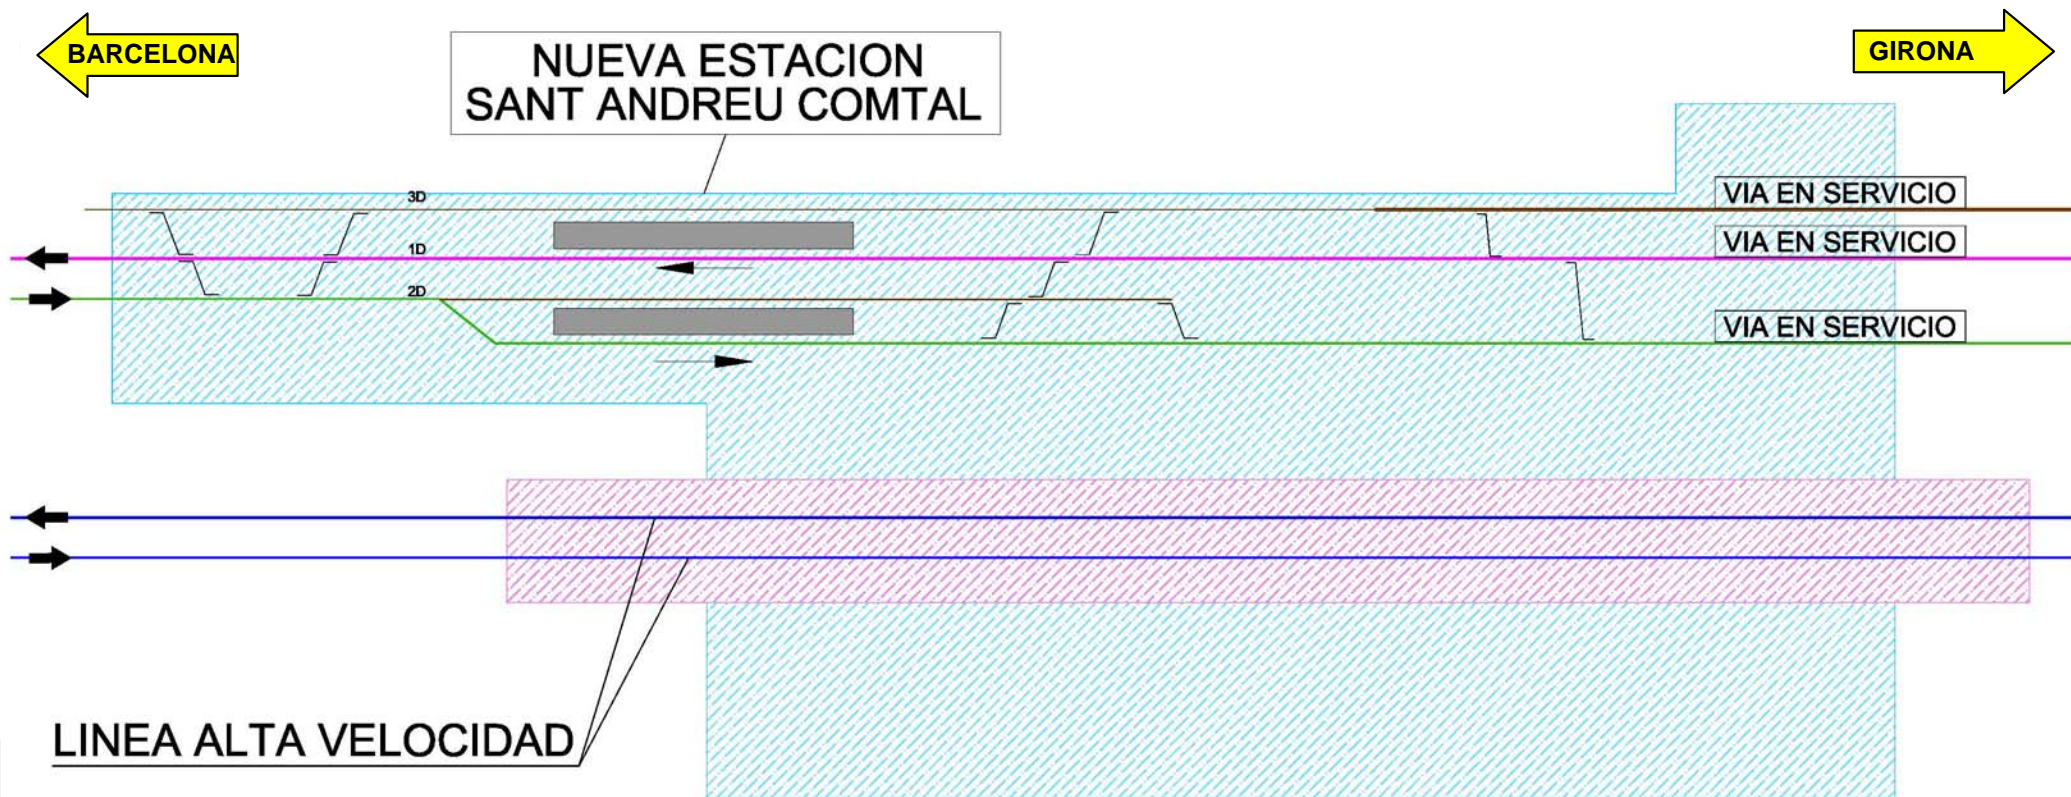 BARCELONA
GIRONA
NUEVA ESTACION
SANT ANDREU COMTAL
3D
VIA EN SERVICIO
1D
VIA EN SERVICIO
2D
VIA EN SERVICIO
LINEA ALTA VELOCIDAD